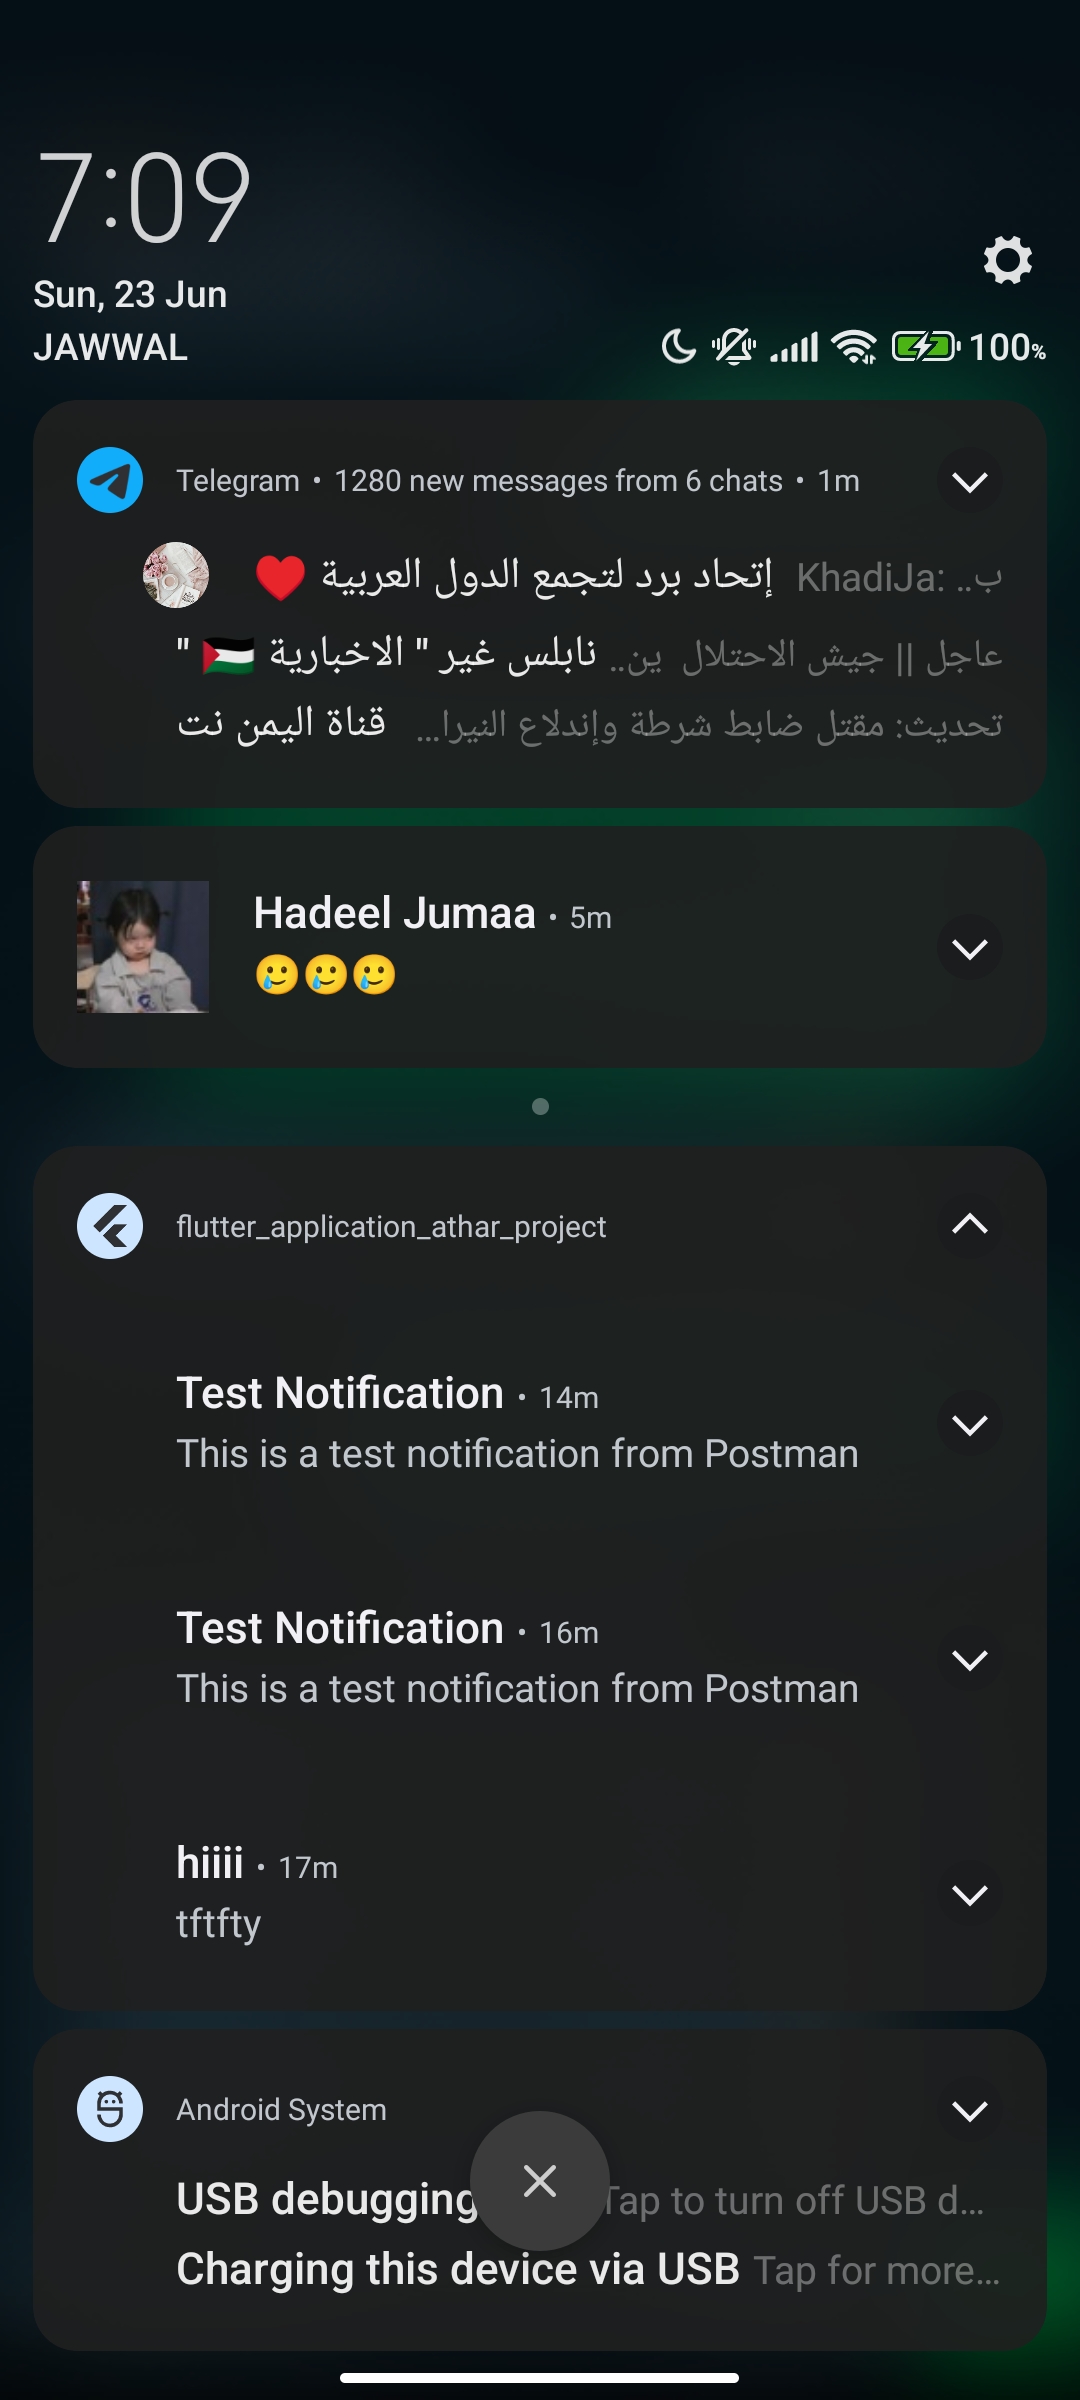 7:09
Sun, 23 Jun
JAWWAL
100%
Telegram • 1280 new messages from 6 chats • 1m
إتحاد برد لتجمع الدول العربية ❤️ KhadiJa: ب..
نابلس غير " الاخبارية 🇵🇸 " عاجل || جيش الاحتلال ين..
قناة اليمن نت تحديث: مقتل ضابط شرطة وإندلاع النيرا...
Hadeel Jumaa • 5m
🥲🥲🥲
flutter_application_athar_project
Test Notification • 14m
This is a test notification from Postman
Test Notification • 16m
This is a test notification from Postman
hiiii • 17m
tftfty
Android System
USB debugging Tap to turn off USB d...
Charging this device via USB Tap for more...